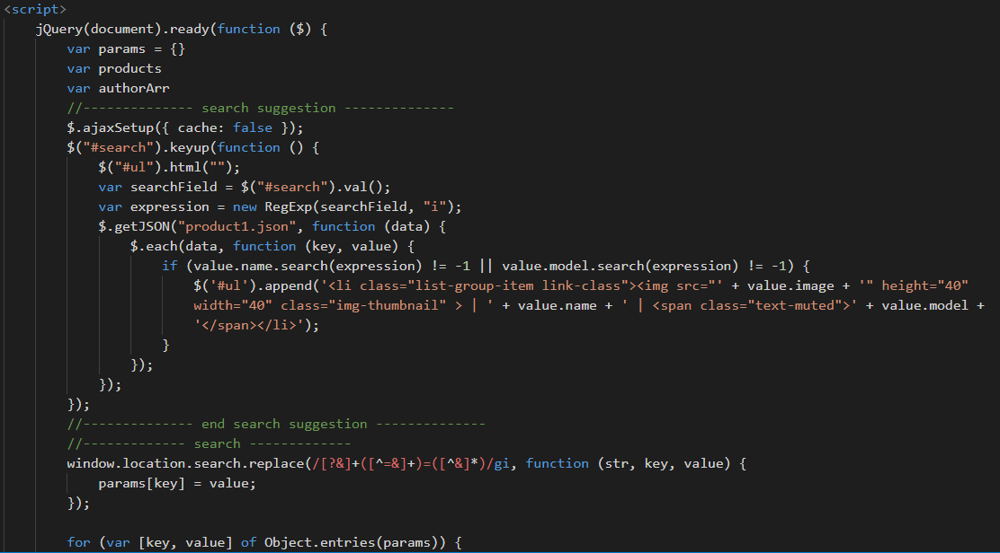 <script>
jQuery(document).ready(function ($) {
var params = {}
var products
var authorArr
//-------------- search suggestion --------------
$.ajaxSetup({ cache: false });
$("#search").keyup(function () {
$("#ul").html("");
var searchField = $("#search").val();
var expression = new RegExp(searchField, "i");
$.getJSON("product1.json", function (data) {
$.each(data, function (key, value) {
if (value.name.search(expression) != -1 || value.model.search(expression) != -1) {
$('#ul').append('<li class="list-group-item link-class"><img src="' + value.image + '" height="40"
width="40" class="img-thumbnail" > | ' + value.name + ' | <span class="text-muted">' + value.model +
'</span></li>');
}
});
});
});
//-------------- end search suggestion --------------
//------------- search -------------
window.location.search.replace(/[?&]+([^=&]+)=([^&]*)/gi, function (str, key, value) {
params[key] = value;
});
for (var [key, value] of Object.entries(params)) {